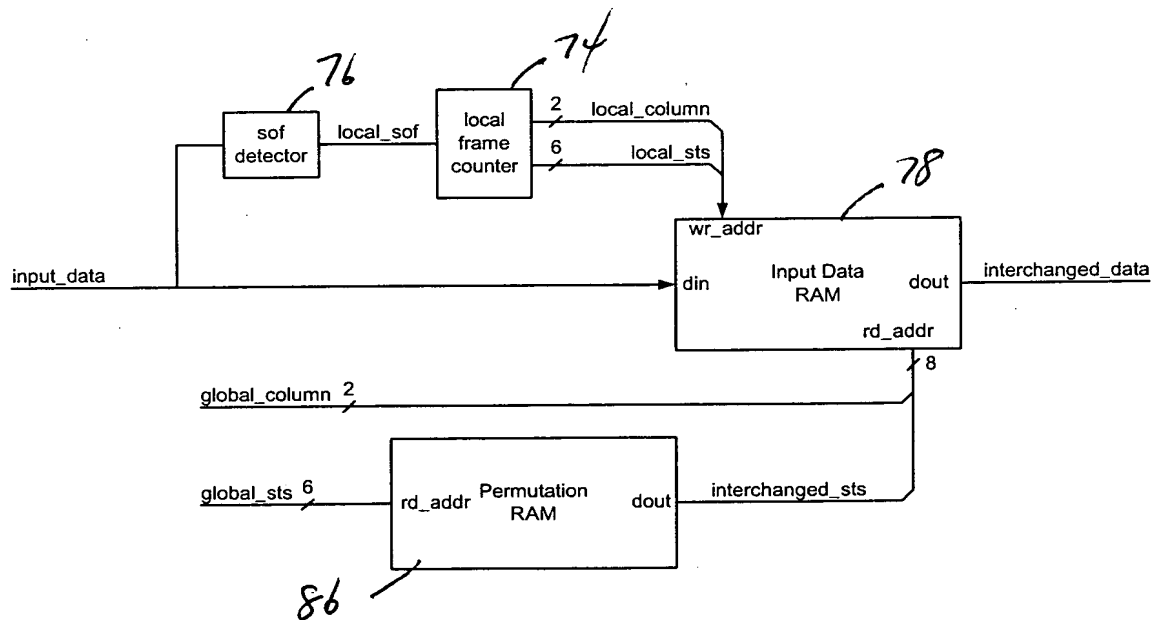 76
74
sof
detector
local_sof
local
frame
counter
2
local_column
6
local_sts
78
wr_addr
input_data
din
Input Data
RAM
dout
interchanged_data
rd_addr
8
global_column 2
global_sts 6
rd_addr
Permutation
RAM
dout
interchanged_sts
86